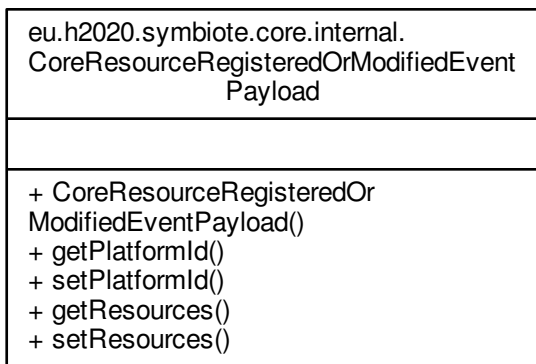 eu.h2020.symbiote.core.internal.
CoreResourceRegisteredOrModifiedEvent
Payload
+ CoreResourceRegisteredOr
ModifiedEventPayload()
+ getPlatformId()
+ setPlatformId()
+ getResources()
+ setResources()